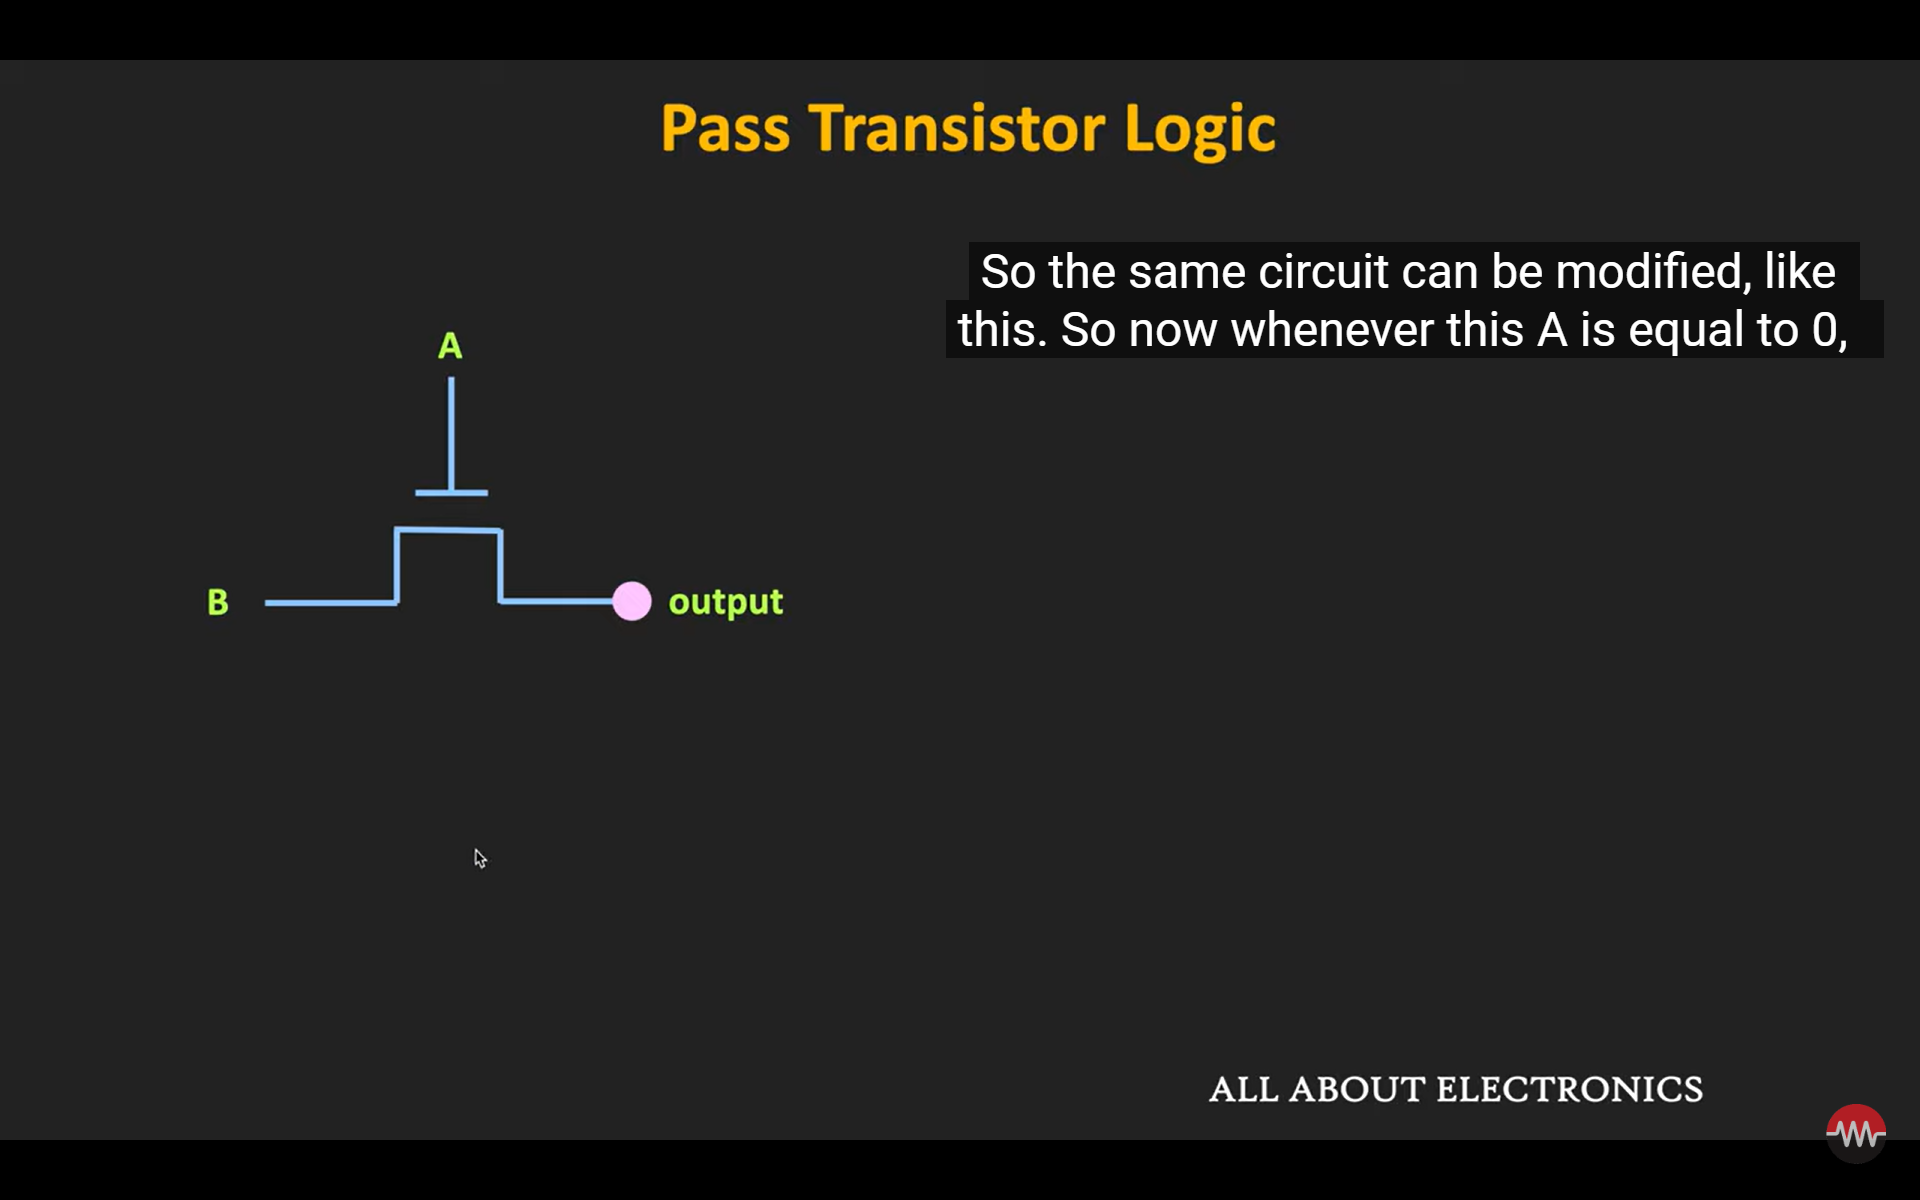 Pass Transistor Logic
So the same circuit can be modified, like
this. So now whenever this A is equal to 0,
A
B
output
ALL ABOUT ELECTRONICS